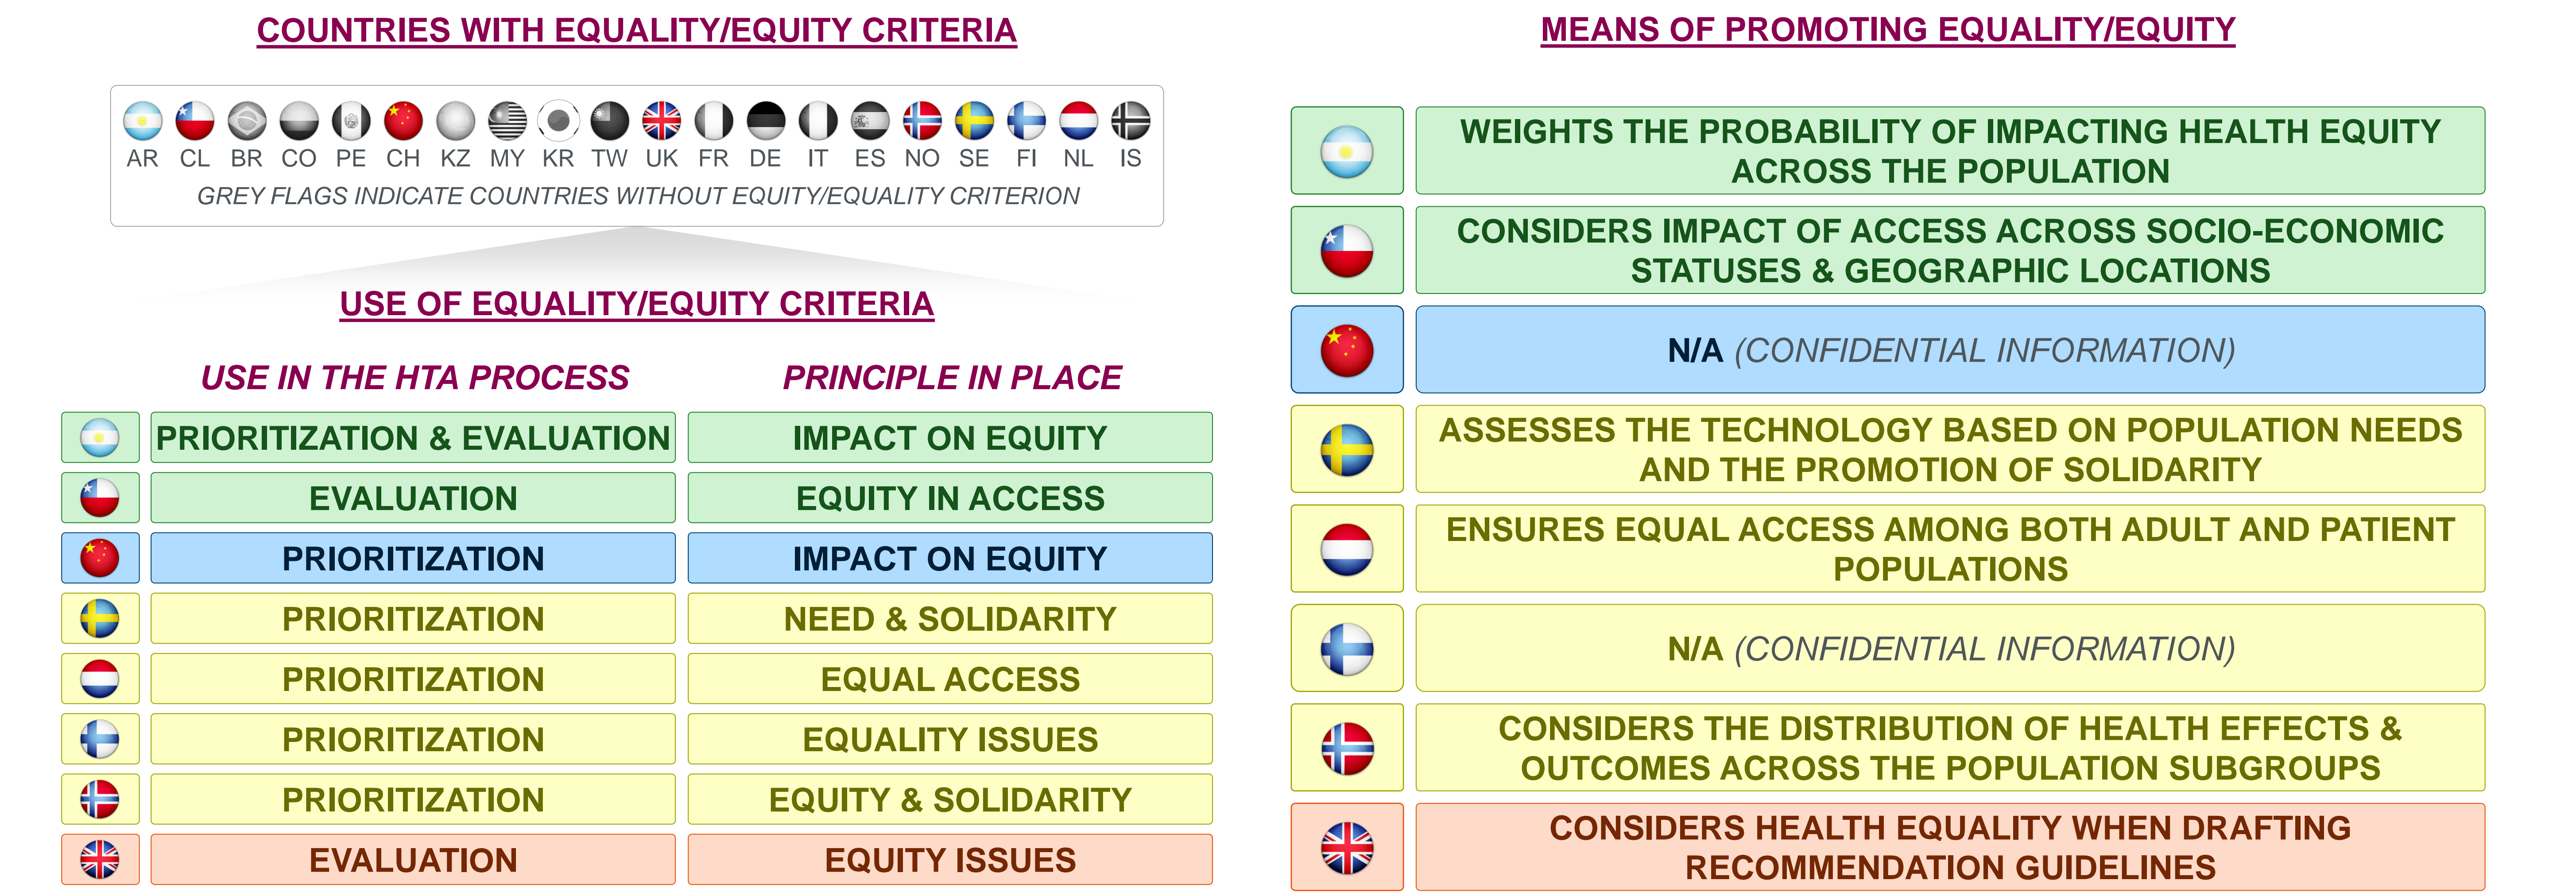 COUNTRIES WITH EQUALITY/EQUITY CRITERIA
AR CL BR CO PE CH KZ MY KR TW UK FR DE IT ES NO SE FI NL IS
GREY FLAGS INDICATE COUNTRIES WITHOUT EQUITY/EQUALITY CRITERION
USE OF EQUALITY/EQUITY CRITERIA
USE IN THE HTA PROCESS PRINCIPLE IN PLACE
PRIORITIZATION & EVALUATION IMPACT ON EQUITY
EVALUATION EQUITY IN ACCESS
PRIORITIZATION IMPACT ON EQUITY
PRIORITIZATION NEED & SOLIDARITY
PRIORITIZATION EQUAL ACCESS
PRIORITIZATION EQUALITY ISSUES
PRIORITIZATION EQUITY & SOLIDARITY
EVALUATION EQUITY ISSUES
MEANS OF PROMOTING EQUALITY/EQUITY
WEIGHTS THE PROBABILITY OF IMPACTING HEALTH EQUITY
ACROSS THE POPULATION
CONSIDERS IMPACT OF ACCESS ACROSS SOCIO-ECONOMIC
STATUSES & GEOGRAPHIC LOCATIONS
N/A (CONFIDENTIAL INFORMATION)
ASSESSES THE TECHNOLOGY BASED ON POPULATION NEEDS
AND THE PROMOTION OF SOLIDARITY
ENSURES EQUAL ACCESS AMONG BOTH ADULT AND PATIENT
POPULATIONS
N/A (CONFIDENTIAL INFORMATION)
CONSIDERS THE DISTRIBUTION OF HEALTH EFFECTS &
OUTCOMES ACROSS THE POPULATION SUBGROUPS
CONSIDERS HEALTH EQUALITY WHEN DRAFTING
RECOMMENDATION GUIDELINES